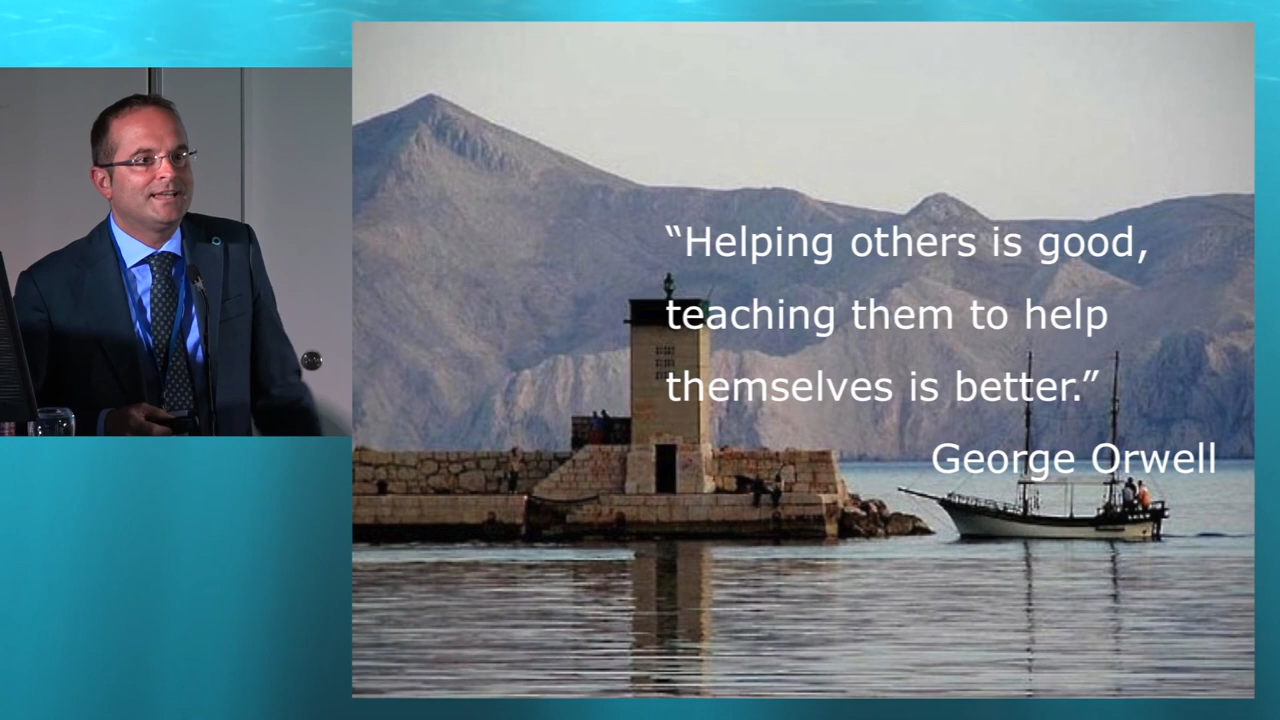 “Helping others is good,
teaching them to help
themselves is better.”
George Orwell